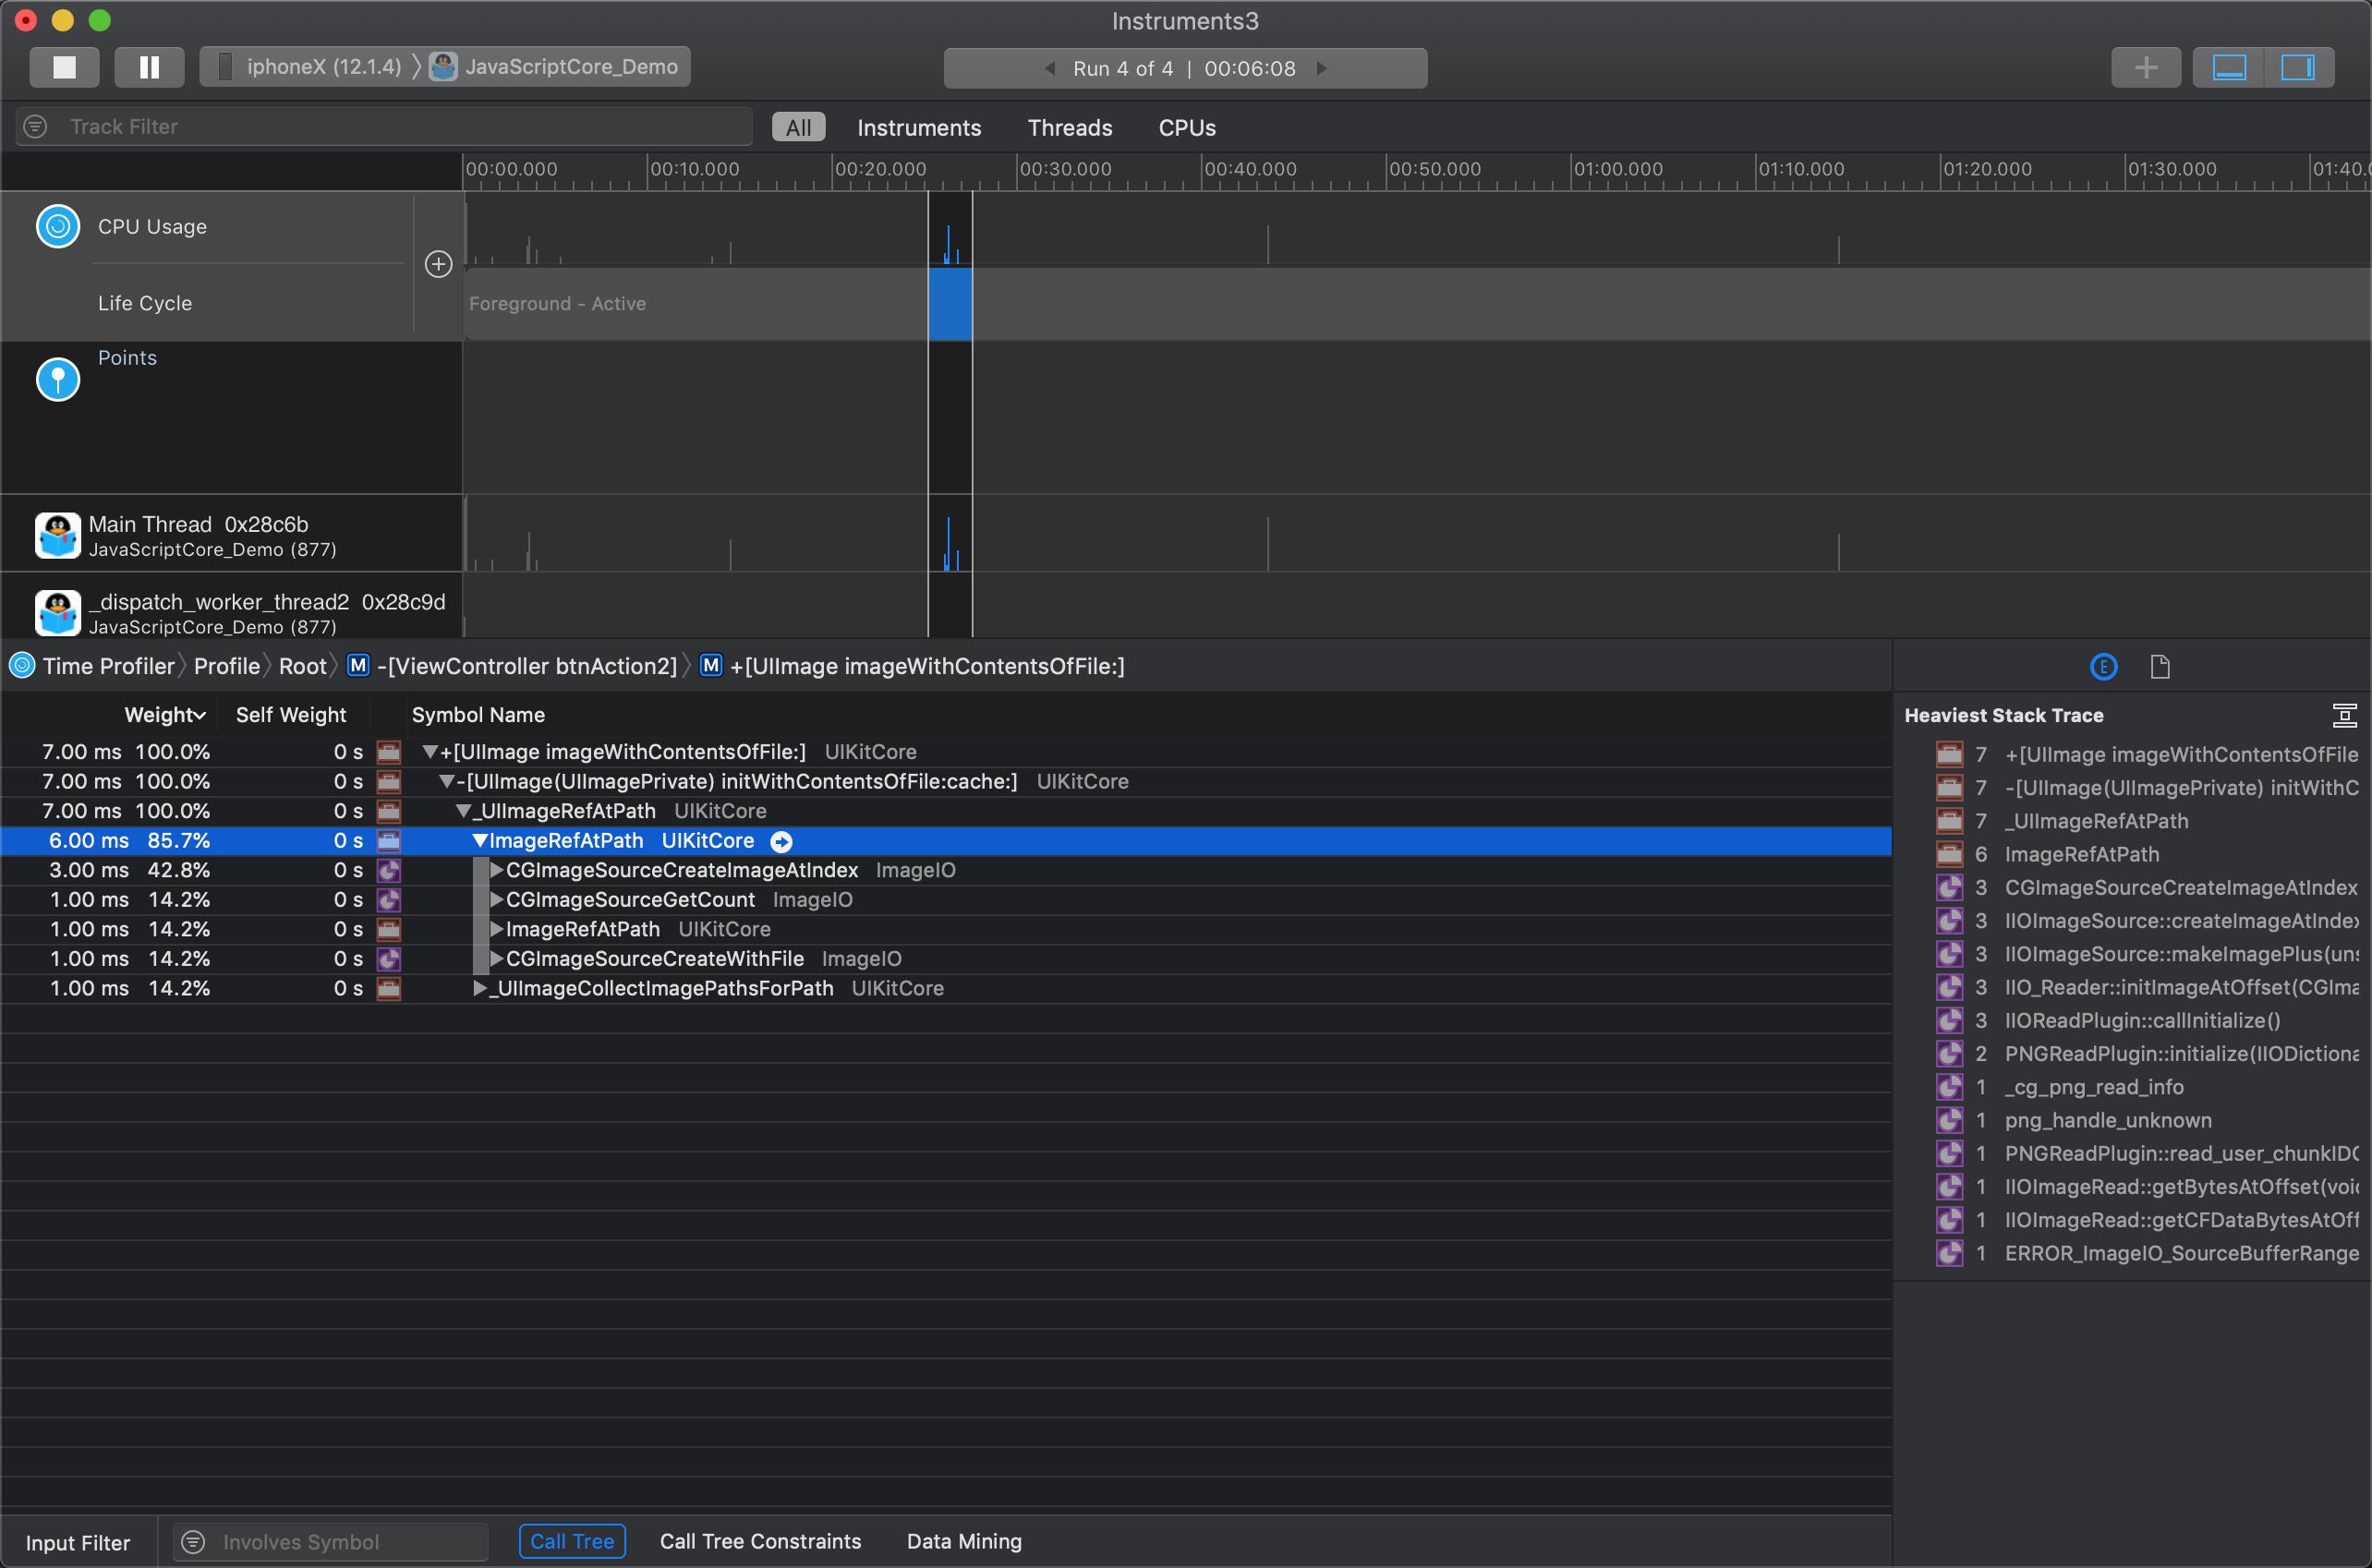 Instruments3
iphoneX (12.1.4) JavaScriptCore_Demo
Run 4 of 4 | 00:06:08
Track Filter
All Instruments Threads CPUs
00:00.000 00:10.000 00:20.000 00:30.000 00:40.000 00:50.000 01:00.000 01:10.000 01:20.000 01:30.000 01:40.
CPU Usage
Life Cycle
Foreground - Active
Points
Main Thread 0x28c6b
JavaScriptCore_Demo (877)
_dispatch_worker_thread2 0x28c9d
JavaScriptCore_Demo (877)
Time Profiler Profile Root M -[ViewController btnAction2] M +[UIImage imageWithContentsOfFile:]
Weight Self Weight Symbol Name
7.00 ms 100.0% 0 s +[UIImage imageWithContentsOfFile:] UIKitCore
7.00 ms 100.0% 0 s -[UIImage(UIImagePrivate) initWithContentsOfFile:cache:] UIKitCore
7.00 ms 100.0% 0 s _UIImageRefAtPath UIKitCore
6.00 ms 85.7% 0 s ImageRefAtPath UIKitCore
3.00 ms 42.8% 0 s CGImageSourceCreateImageAtIndex ImageIO
1.00 ms 14.2% 0 s CGImageSourceGetCount ImageIO
1.00 ms 14.2% 0 s ImageRefAtPath UIKitCore
1.00 ms 14.2% 0 s CGImageSourceCreateWithFile ImageIO
1.00 ms 14.2% 0 s _UIImageCollectImagePathsForPath UIKitCore
E
Heaviest Stack Trace
7 +[UIImage imageWithContentsOfFile
7 -[UIImage(UIImagePrivate) initWithC
7 _UIImageRefAtPath
6 ImageRefAtPath
3 CGImageSourceCreateImageAtIndex
3 IIOImageSource::createImageAtIndex
3 IIOImageSource::makeImagePlus(uns
3 IIO_Reader::initImageAtOffset(CGIma
3 IIOReadPlugin::callInitialize()
2 PNGReadPlugin::initialize(IIODictiona
1 _cg_png_read_info
1 png_handle_unknown
1 PNGReadPlugin::read_user_chunkIDO
1 IIOImageRead::getBytesAtOffset(void
1 IIOImageRead::getCFDataBytesAtOff
1 ERROR_ImageIO_SourceBufferRange
Input Filter Involves Symbol Call Tree Call Tree Constraints Data Mining